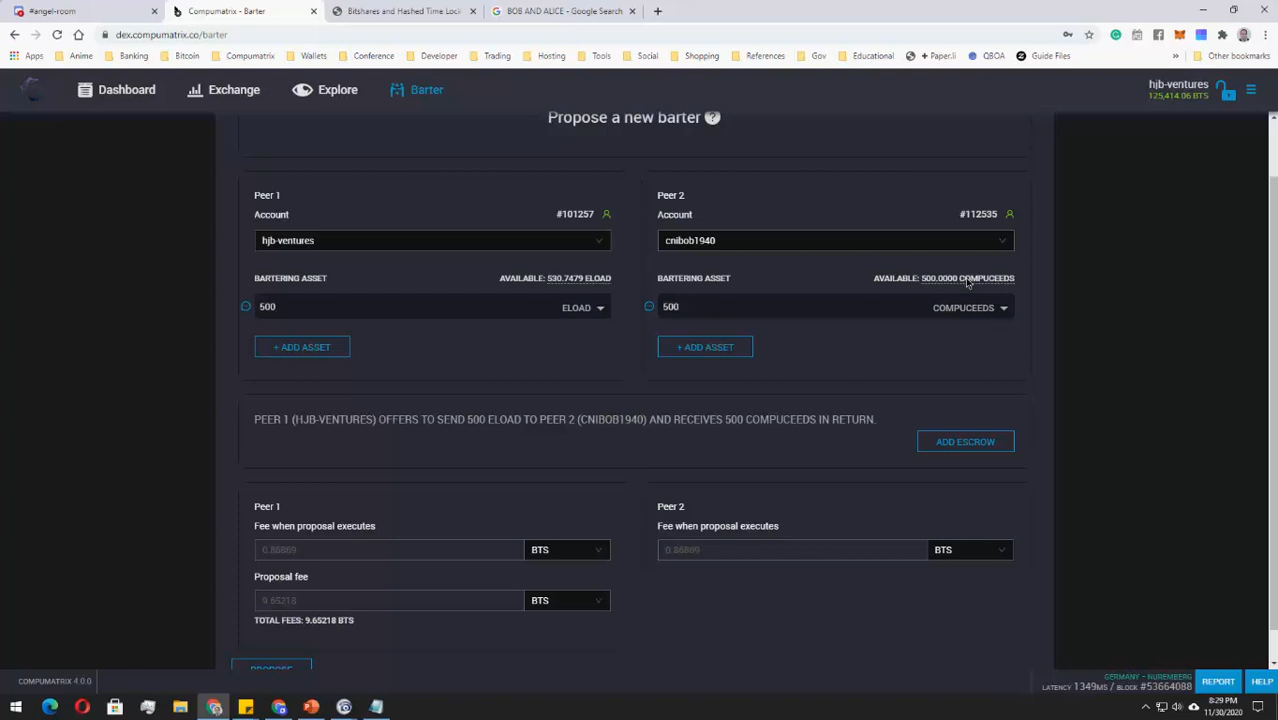 #angel-room
Compumatrix - Barter
Bitshares and Hashed Time Lock
BOB AND ALICE - Google Search
dex.compumatrix.co/barter
Apps Anime Banking Bitcoin Compumatrix Wallets Conference Developer Hosting Tools Social Shopping References Gov Educational + Paper.li QBOA Guide Files Other bookmarks
Dashboard Exchange Explore Barter
hjb-ventures
125,414.06 BTS
Propose a new barter ?
Peer 1
Account #101257
hjb-ventures
BARTERING ASSET AVAILABLE: 530.7479 ELOAD
500 ELOAD
+ ADD ASSET
Peer 2
Account #112535
cnibob1940
BARTERING ASSET AVAILABLE: 500.0000 COMPUCEEDS
500 COMPUCEEDS
+ ADD ASSET
PEER 1 (HJB-VENTURES) OFFERS TO SEND 500 ELOAD TO PEER 2 (CNIBOB1940) AND RECEIVES 500 COMPUCEEDS IN RETURN.
ADD ESCROW
Peer 1
Fee when proposal executes
0.86869 BTS
Proposal fee
9.65218 BTS
TOTAL FEES: 9.65218 BTS
Peer 2
Fee when proposal executes
0.86869 BTS
PROPOSE
COMPUMATRIX 4.0.0
GERMANY - NUREMBERG
LATENCY 1349MS / BLOCK #53664088
REPORT HELP
8:29 PM
11/30/2020